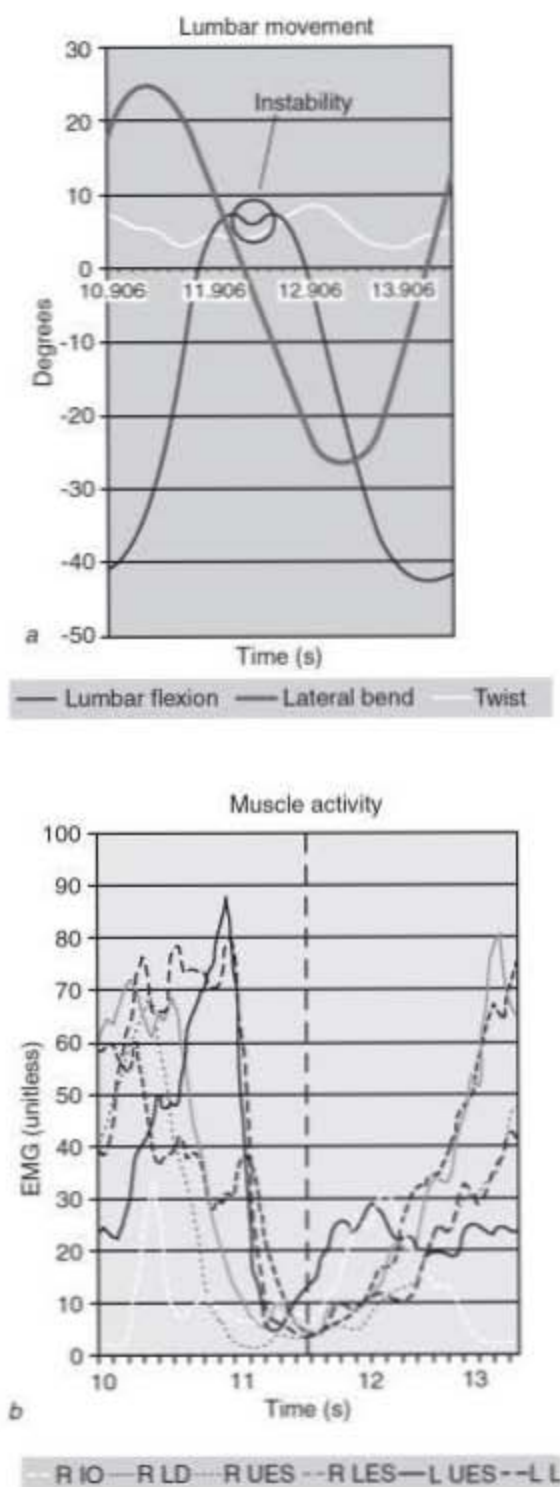 Lumbar movement
30
Instability
20
10
0
10.906 11.906 12.906 13.906
-10
Degrees
-20
-30
-40
a
-50
Time (s)
Lumbar flexion Lateral bend Twist
Muscle activity
100
90
80
70
60
EMG (unitless)
50
40
30
20
10
0
10 11 12 13
b
Time (s)
R IO R LD R UES R LES L UES L L